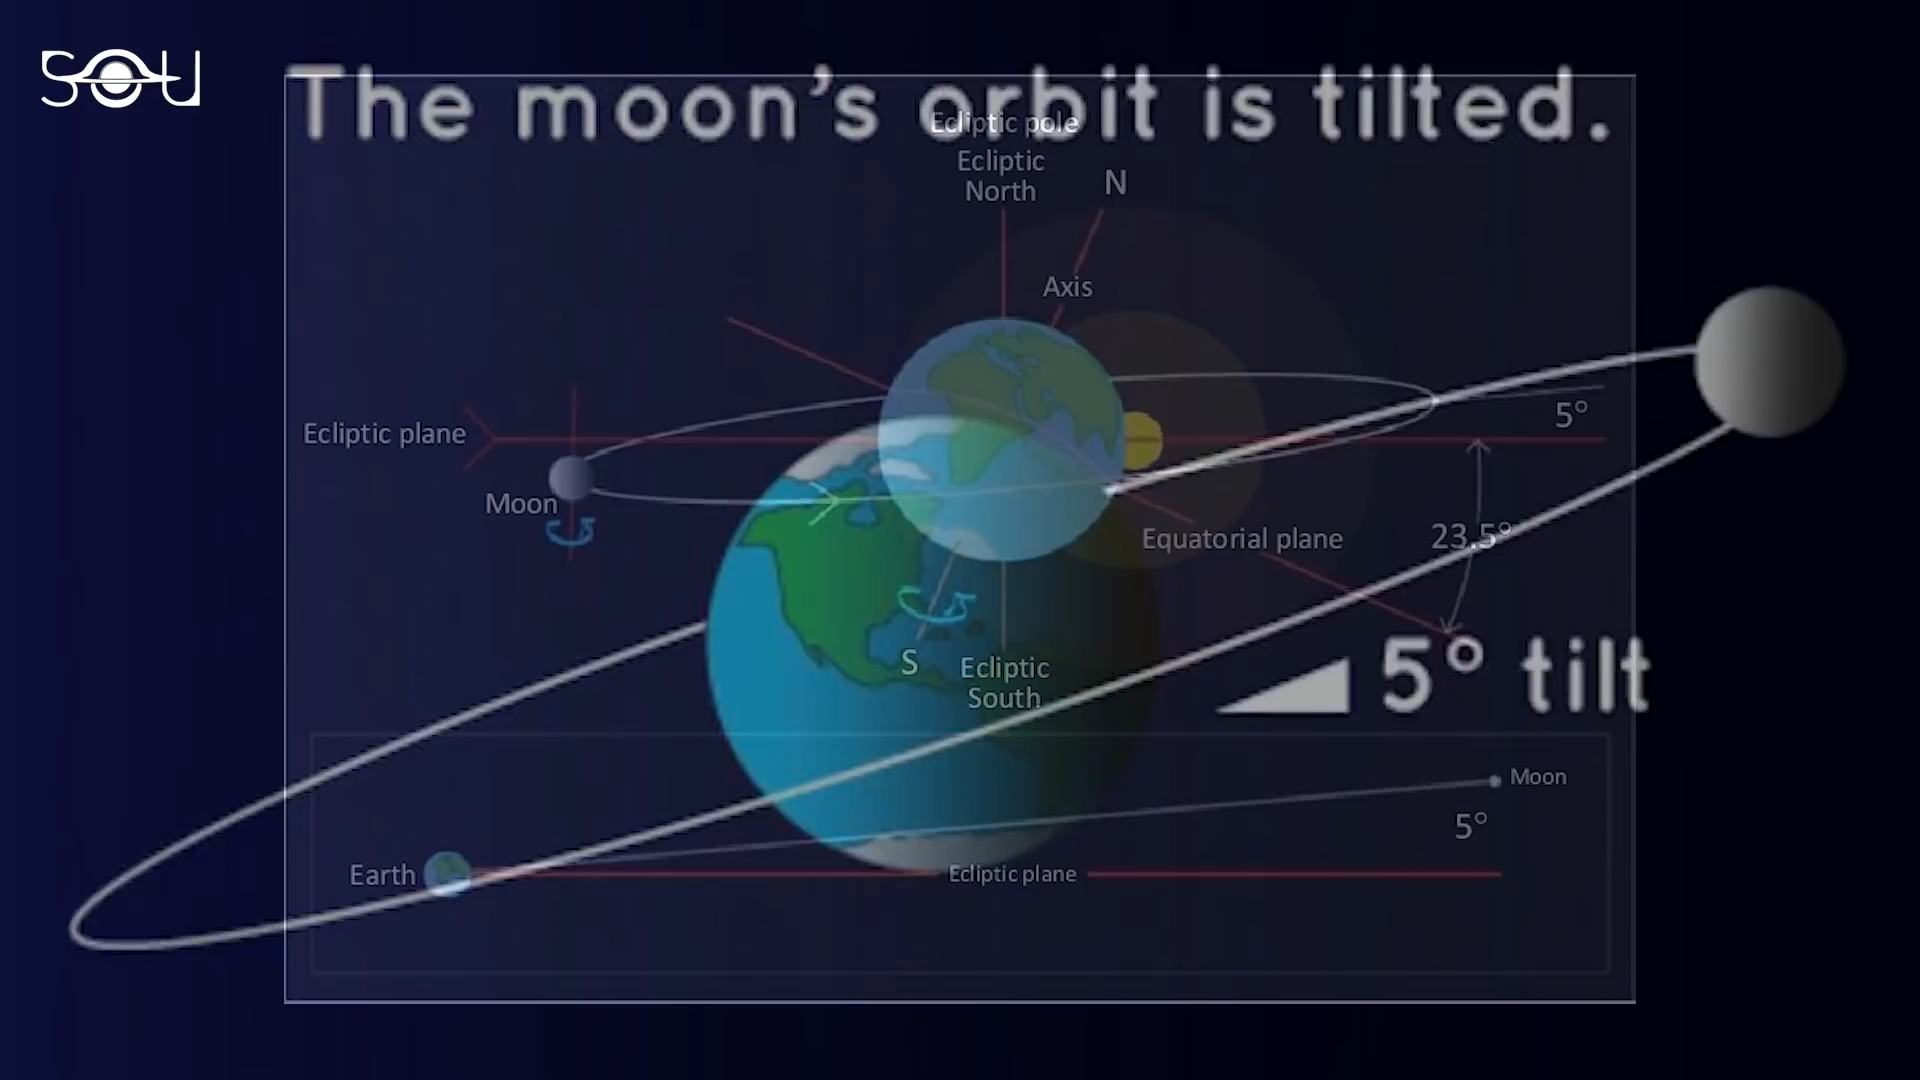 SOU
The moon's orbit is tilted.
Ecliptic pole
Ecliptic
North
N
Axis
Ecliptic plane
5°
Moon
Equatorial plane
23.5°
S
Ecliptic
South
5° tilt
Moon
5°
Earth
Ecliptic plane